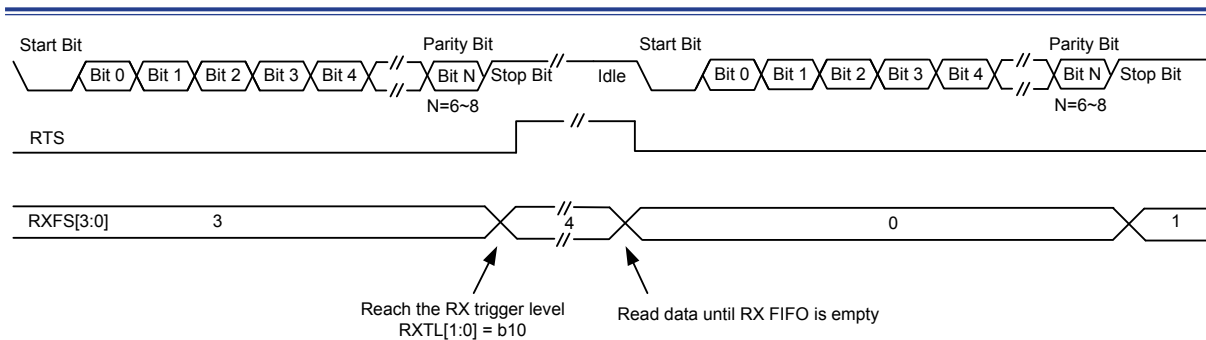 Start Bit Parity Bit Start Bit Parity Bit
Bit 0 Bit 1 Bit 2 Bit 3 Bit 4 Bit N Stop Bit Idle Bit 0 Bit 1 Bit 2 Bit 3 Bit 4 Bit N Stop Bit
N=6~8 N=6~8
RTS
RXFS[3:0] 3 4 0 1
Reach the RX trigger level
RXTL[1:0] = b10
Read data until RX FIFO is empty